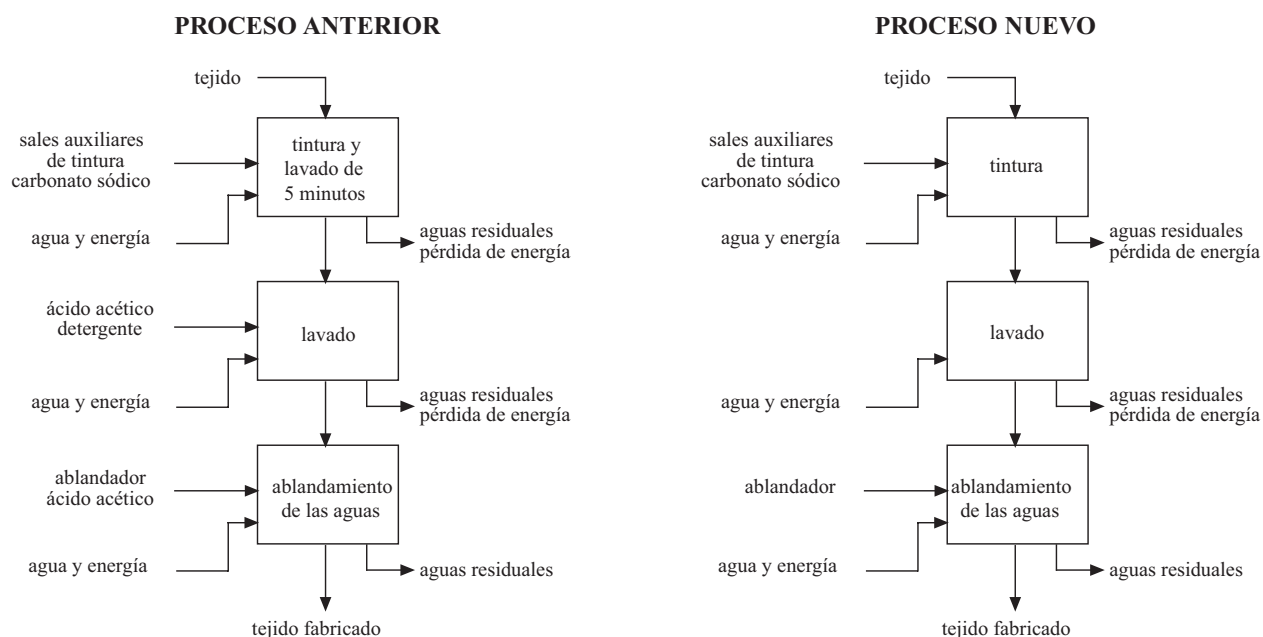 PROCESO ANTERIOR
tejido
sales auxiliares
de tintura
carbonato sódico
tintura y
lavado de
5 minutos
agua y energía
aguas residuales
pérdida de energía
ácido acético
detergente
lavado
agua y energía
aguas residuales
pérdida de energía
ablandador
ácido acético
ablandamiento
de las aguas
agua y energía
aguas residuales
tejido fabricado
PROCESO NUEVO
tejido
sales auxiliares
de tintura
carbonato sódico
tintura
agua y energía
aguas residuales
pérdida de energía
lavado
agua y energía
aguas residuales
pérdida de energía
ablandador
ablandamiento
de las aguas
agua y energía
aguas residuales
tejido fabricado